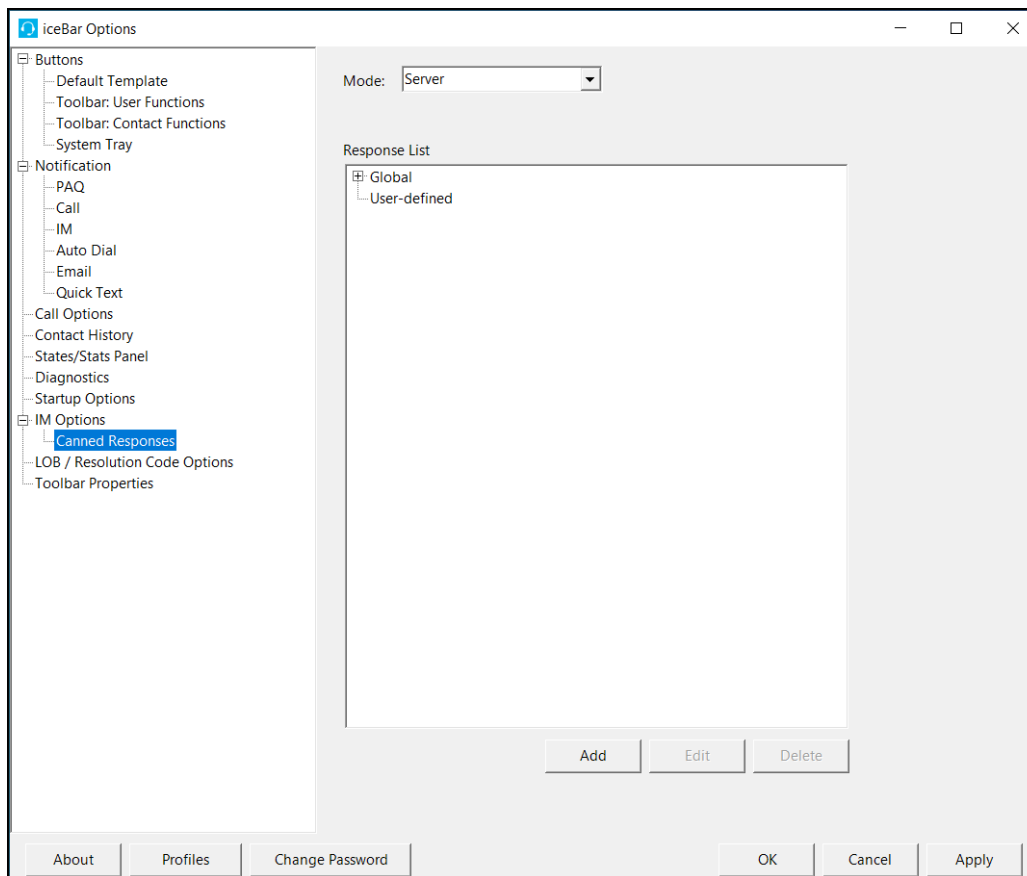 iceBar Options
Buttons
Default Template
Toolbar: User Functions
Toolbar: Contact Functions
System Tray
Notification
PAQ
Call
IM
Auto Dial
Email
Quick Text
Call Options
Contact History
States/Stats Panel
Diagnostics
Startup Options
IM Options
Canned Responses
LOB / Resolution Code Options
Toolbar Properties
Mode: Server
Response List
Global
User-defined
Add Edit Delete
About Profiles Change Password OK Cancel Apply